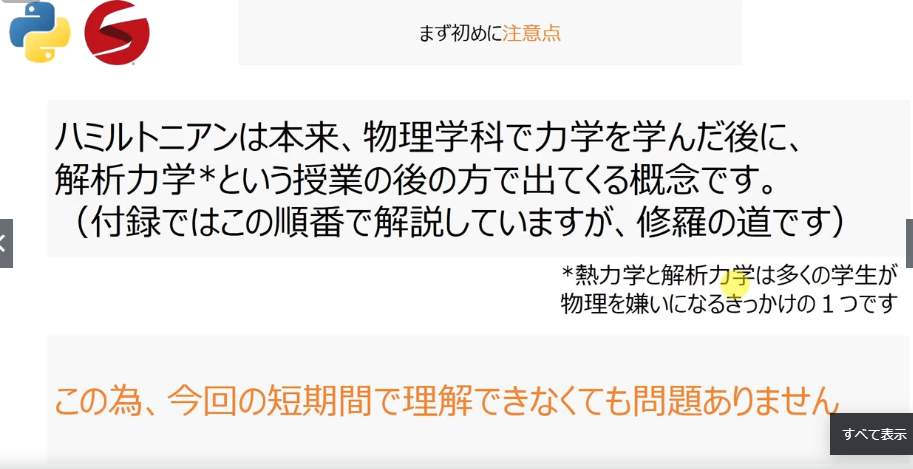 まず初めに注意点
ハミルトニアンは本来、物理学科で力学を学んだ後に、
解析力学*という授業の後の方で出てくる概念です。
（付録ではこの順番で解説していますが、修羅の道です）
*熱力学と解析力学は多くの学生が
物理を嫌いになるきっかけの１つです
この為、今回の短期間で理解できなくても問題ありません
すべて表示